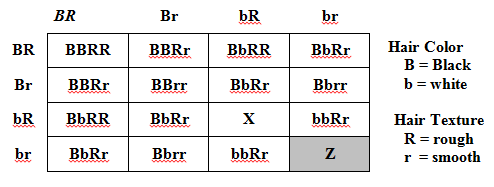 BR Br bR br
BR BBRR BBRr BbRR BbRr
Br BBRr BBrr BbRr Bbrr
bR BbRR BbRr X bbRr
br BbRr Bbrr bbRr Z
Hair Color
B = Black
b = white
Hair Texture
R = rough
r = smooth